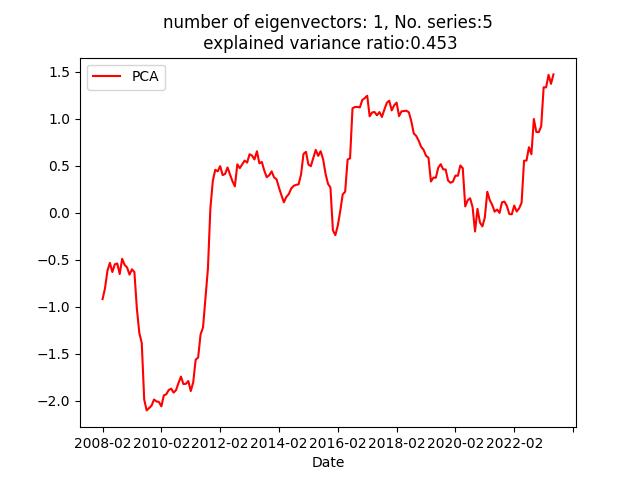 number of eigenvectors: 1, No. series:5
explained variance ratio:0.453
PCA
1.5
1.0
0.5
0.0
−0.5
−1.0
−1.5
−2.0
2008-02 2010-02 2012-02 2014-02 2016-02 2018-02 2020-02 2022-02
Date